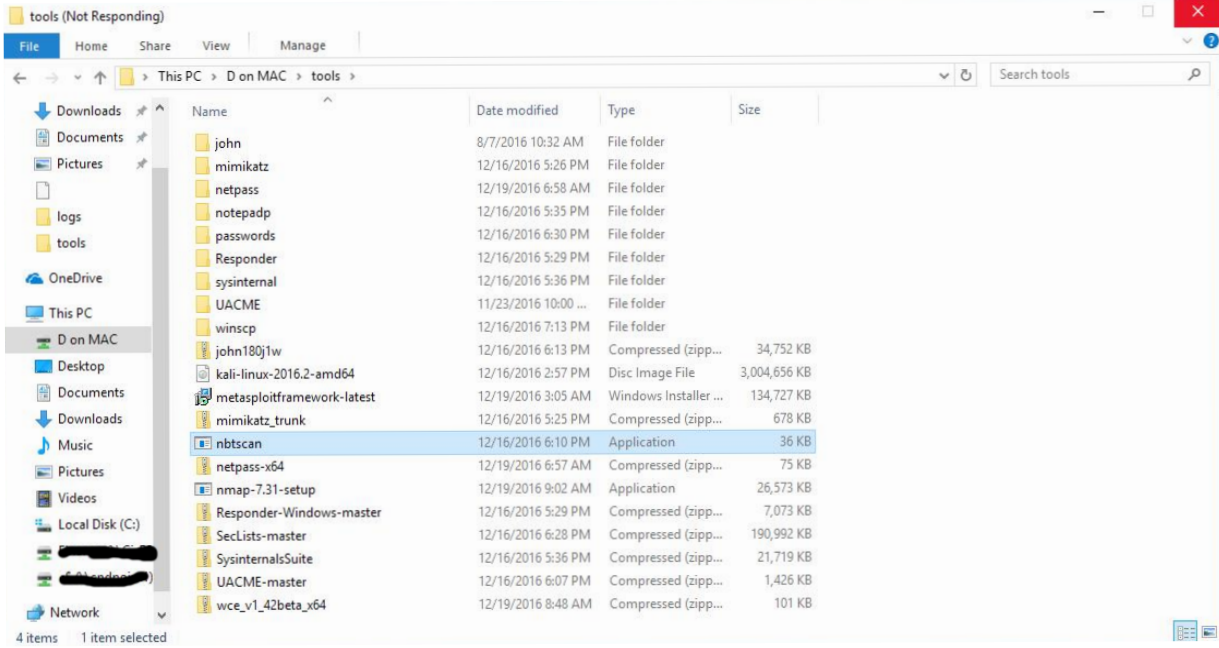 tools (Not Responding)
File Home Share View Manage
This PC > D on MAC > tools >
Search tools
Downloads
Documents
Pictures
logs
tools
OneDrive
This PC
D on MAC
Desktop
Documents
Downloads
Music
Pictures
Videos
Local Disk (C:)
Network
Name Date modified Type Size
john 8/7/2016 10:32 AM File folder
mimikatz 12/16/2016 5:26 PM File folder
netpass 12/19/2016 6:58 AM File folder
notepadp 12/16/2016 5:35 PM File folder
passwords 12/16/2016 6:30 PM File folder
Responder 12/16/2016 5:29 PM File folder
sysinternal 12/16/2016 5:36 PM File folder
UACME 11/23/2016 10:00 ... File folder
winscp 12/16/2016 7:13 PM File folder
john180j1w 12/16/2016 6:13 PM Compressed (zipp... 34,752 KB
kali-linux-2016.2-amd64 12/16/2016 2:57 PM Disc Image File 3,004,656 KB
metasploitframework-latest 12/19/2016 3:05 AM Windows Installer ... 134,727 KB
mimikatz_trunk 12/16/2016 5:25 PM Compressed (zipp... 678 KB
nbtscan 12/16/2016 6:10 PM Application 36 KB
netpass-x64 12/19/2016 6:57 AM Compressed (zipp... 75 KB
nmap-7.31-setup 12/19/2016 9:02 AM Application 26,573 KB
Responder-Windows-master 12/16/2016 5:29 PM Compressed (zipp... 7,073 KB
SecLists-master 12/16/2016 6:28 PM Compressed (zipp... 190,992 KB
SysinternalsSuite 12/16/2016 5:36 PM Compressed (zipp... 21,719 KB
UACME-master 12/16/2016 6:07 PM Compressed (zipp... 1,426 KB
wce_v1_42beta_x64 12/19/2016 8:48 AM Compressed (zipp... 101 KB
4 items 1 item selected